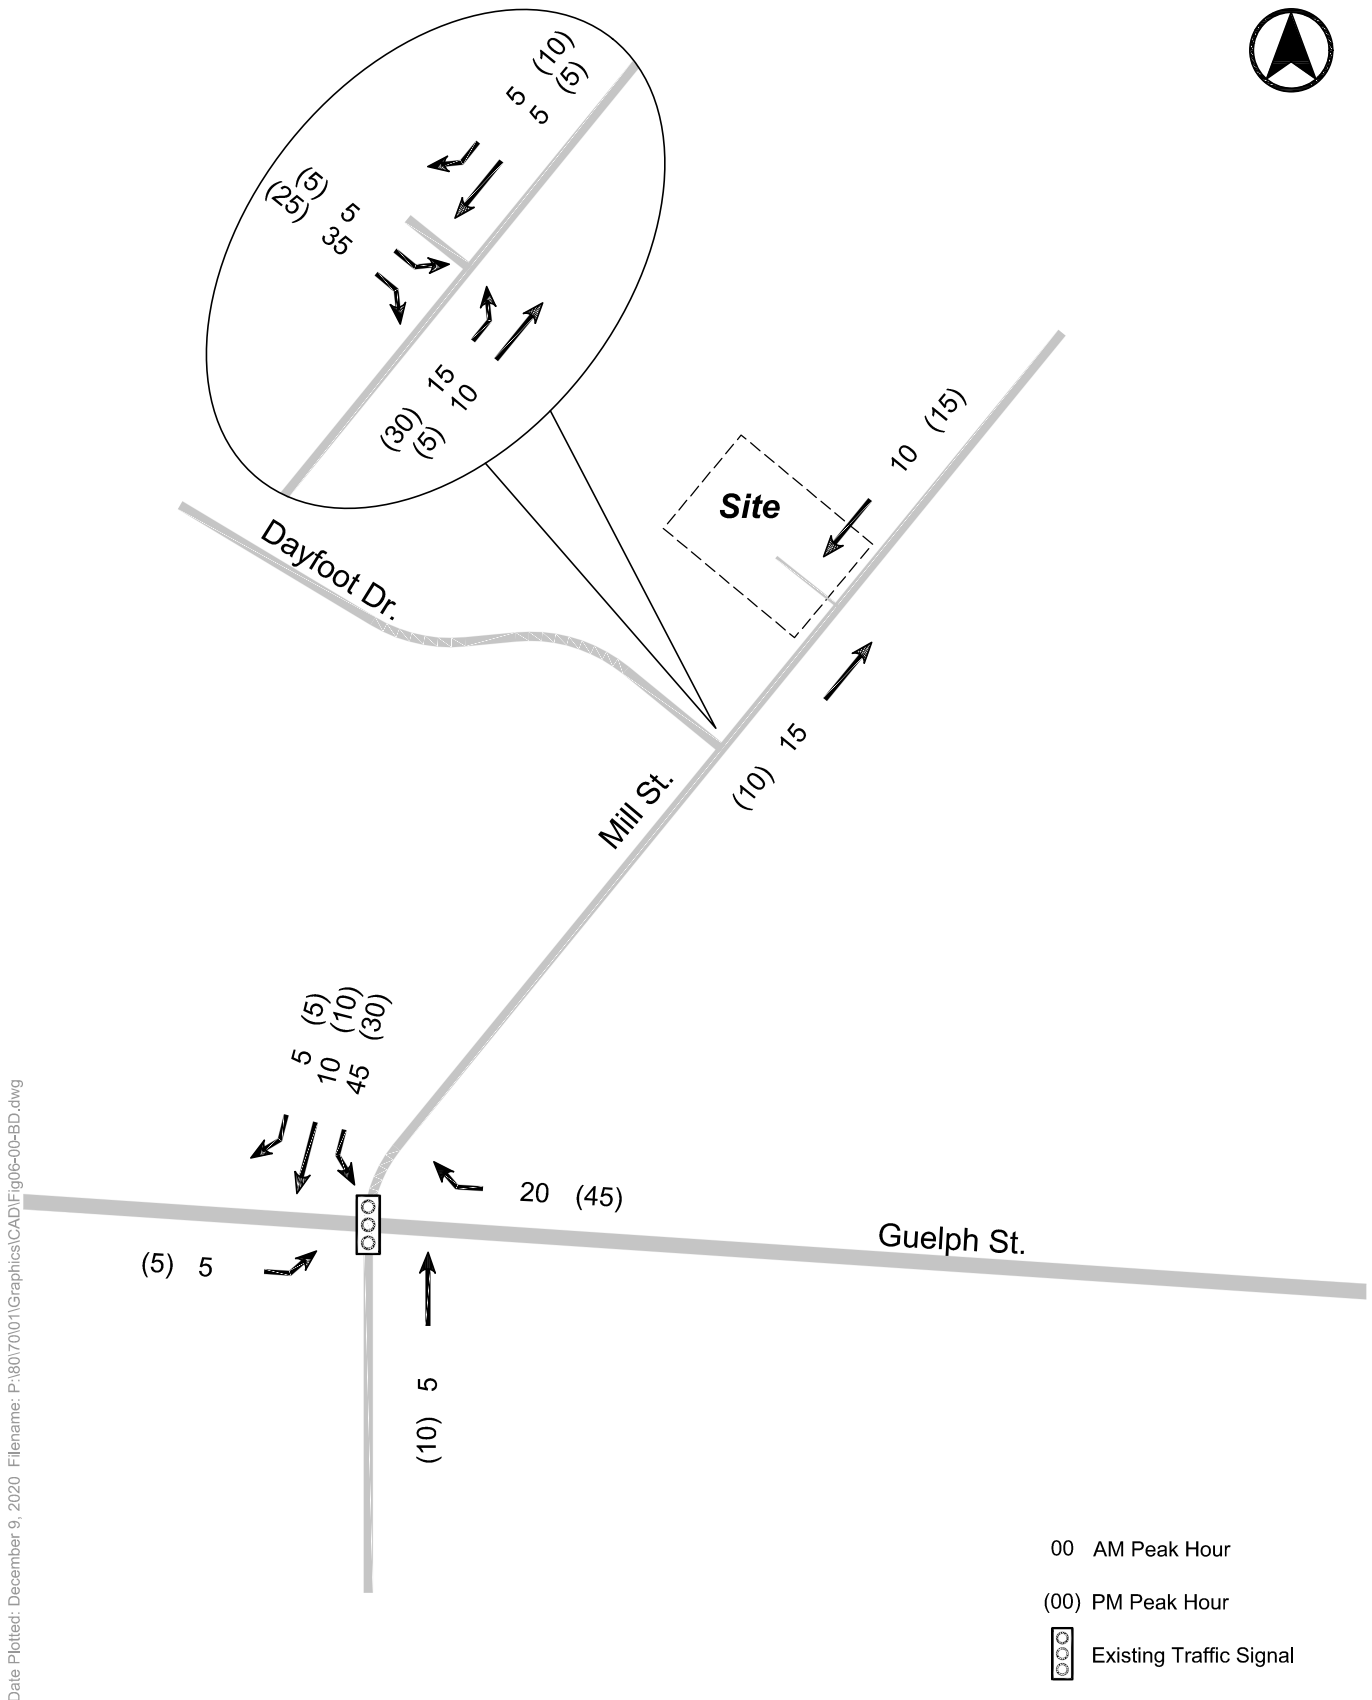 (10)
(5)
5
5
(5)
(25)
5
35
15
10
(30)
(5)
10 (15)
Site
Dayfoot Dr.
Mill St.
(10) 15
(5)
(10)
(30)
5
10
45
20 (45)
Guelph St.
(5) 5
(10) 5
00 AM Peak Hour
(00) PM Peak Hour
Existing Traffic Signal
Date Plotted: December 9, 2020 Filename: P:\80\70\01\Graphics\CAD\Fig06-00-BD.dwg